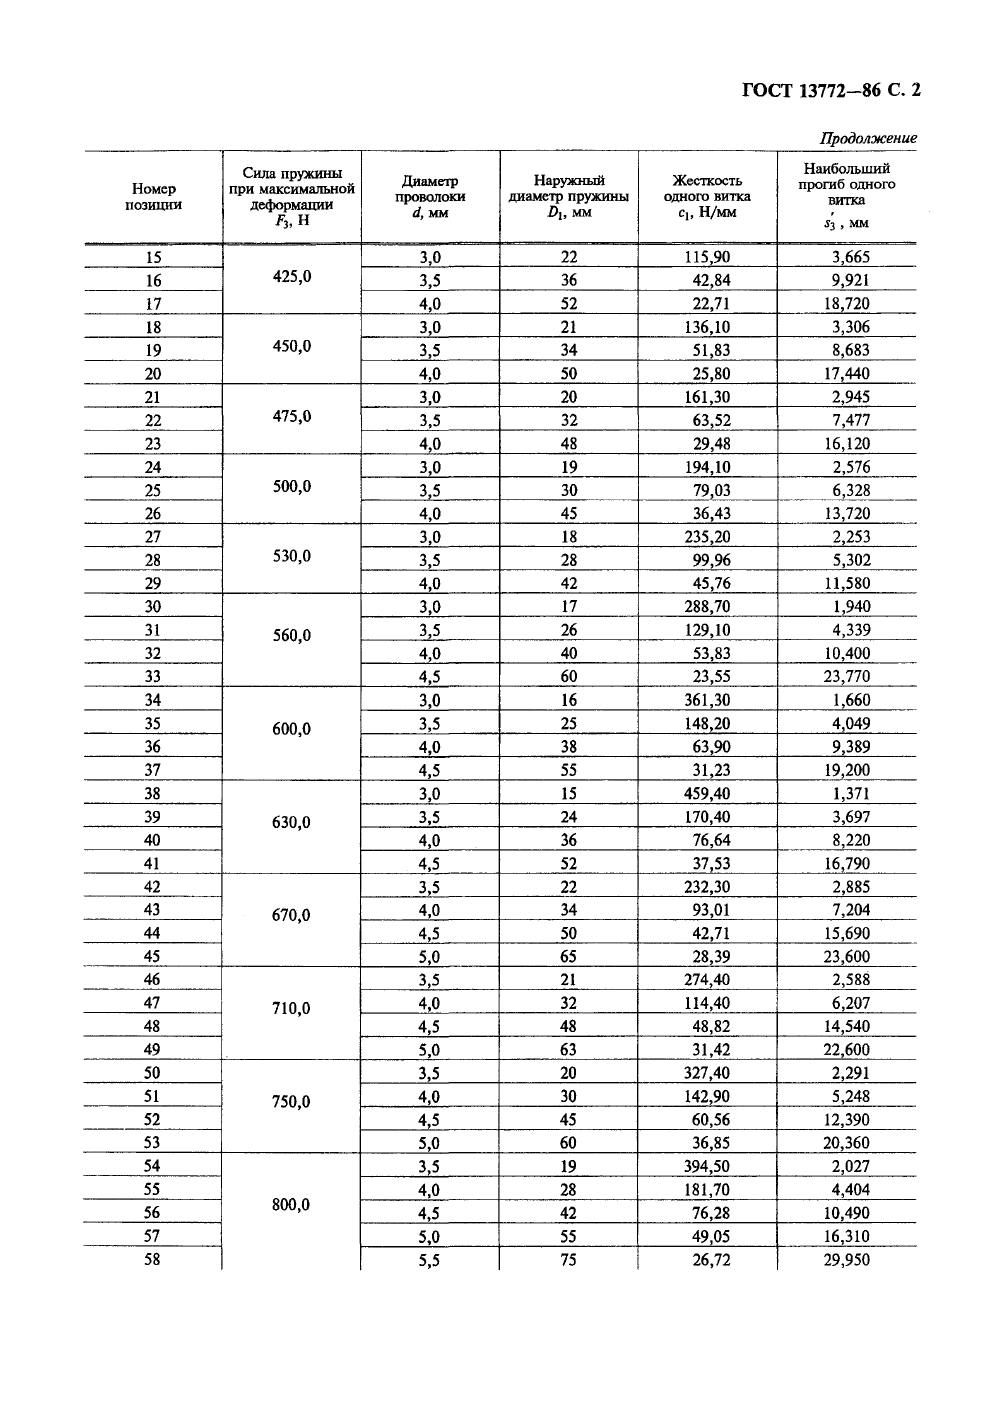 ГОСТ 13772—86 С. 2
Продолжение
Номер позиции | Сила пружины при максимальной деформации F₃, Н | Диаметр проволоки d, мм | Наружный диаметр пружины D₁, мм | Жесткость одного витка c₁, Н/мм | Наибольший прогиб одного витка s₃′, мм
15 | 425,0 | 3,0 | 22 | 115,90 | 3,665
16 | 3,5 | 36 | 42,84 | 9,921
17 | 4,0 | 52 | 22,71 | 18,720
18 | 450,0 | 3,0 | 21 | 136,10 | 3,306
19 | 3,5 | 34 | 51,83 | 8,683
20 | 4,0 | 50 | 25,80 | 17,440
21 | 475,0 | 3,0 | 20 | 161,30 | 2,945
22 | 3,5 | 32 | 63,52 | 7,477
23 | 4,0 | 48 | 29,48 | 16,120
24 | 500,0 | 3,0 | 19 | 194,10 | 2,576
25 | 3,5 | 30 | 79,03 | 6,328
26 | 4,0 | 45 | 36,43 | 13,720
27 | 530,0 | 3,0 | 18 | 235,20 | 2,253
28 | 3,5 | 28 | 99,96 | 5,302
29 | 4,0 | 42 | 45,76 | 11,580
30 | 560,0 | 3,0 | 17 | 288,70 | 1,940
31 | 3,5 | 26 | 129,10 | 4,339
32 | 4,0 | 40 | 53,83 | 10,400
33 | 4,5 | 60 | 23,55 | 23,770
34 | 600,0 | 3,0 | 16 | 361,30 | 1,660
35 | 3,5 | 25 | 148,20 | 4,049
36 | 4,0 | 38 | 63,90 | 9,389
37 | 4,5 | 55 | 31,23 | 19,200
38 | 630,0 | 3,0 | 15 | 459,40 | 1,371
39 | 3,5 | 24 | 170,40 | 3,697
40 | 4,0 | 36 | 76,64 | 8,220
41 | 4,5 | 52 | 37,53 | 16,790
42 | 670,0 | 3,5 | 22 | 232,30 | 2,885
43 | 4,0 | 34 | 93,01 | 7,204
44 | 4,5 | 50 | 42,71 | 15,690
45 | 5,0 | 65 | 28,39 | 23,600
46 | 710,0 | 3,5 | 21 | 274,40 | 2,588
47 | 4,0 | 32 | 114,40 | 6,207
48 | 4,5 | 48 | 48,82 | 14,540
49 | 5,0 | 63 | 31,42 | 22,600
50 | 750,0 | 3,5 | 20 | 327,40 | 2,291
51 | 4,0 | 30 | 142,90 | 5,248
52 | 4,5 | 45 | 60,56 | 12,390
53 | 5,0 | 60 | 36,85 | 20,360
54 | 800,0 | 3,5 | 19 | 394,50 | 2,027
55 | 4,0 | 28 | 181,70 | 4,404
56 | 4,5 | 42 | 76,28 | 10,490
57 | 5,0 | 55 | 49,05 | 16,310
58 | 5,5 | 75 | 26,72 | 29,950